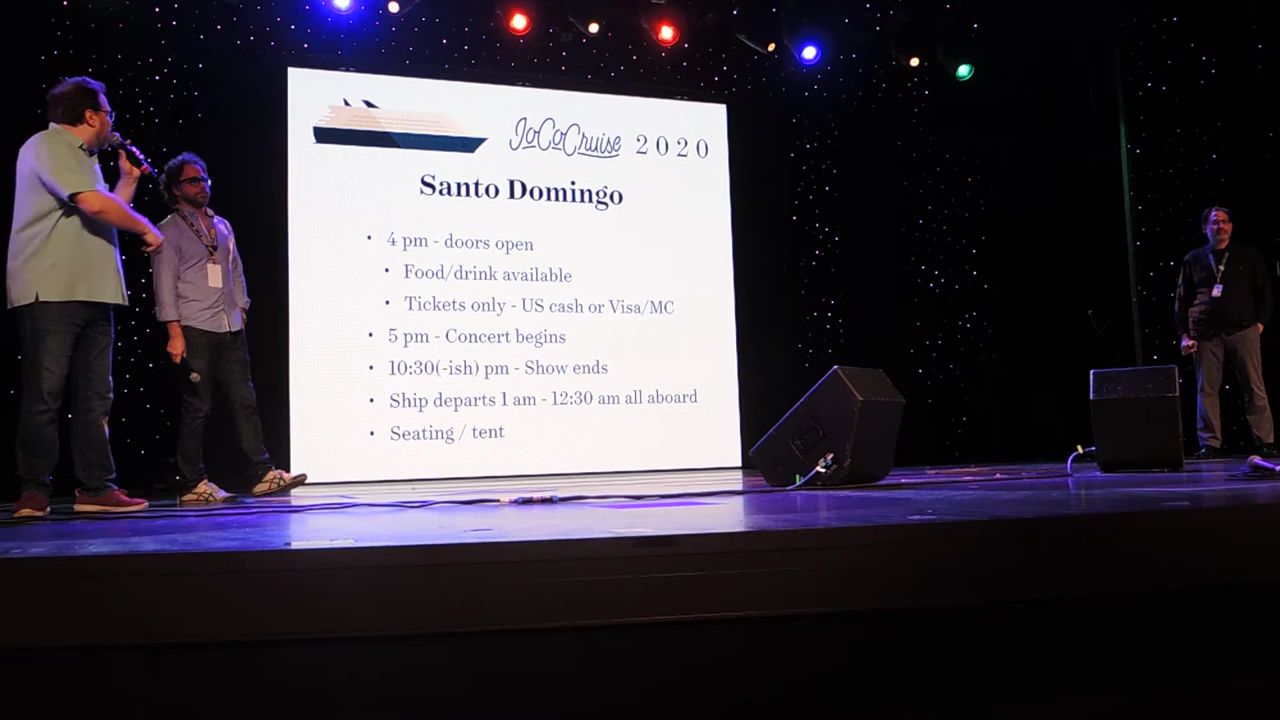 JoCoCruise 2020
Santo Domingo
• 4 pm - doors open
• Food/drink available
• Tickets only - US cash or Visa/MC
• 5 pm - Concert begins
• 10:30(-ish) pm - Show ends
• Ship departs 1 am - 12:30 am all aboard
• Seating / tent